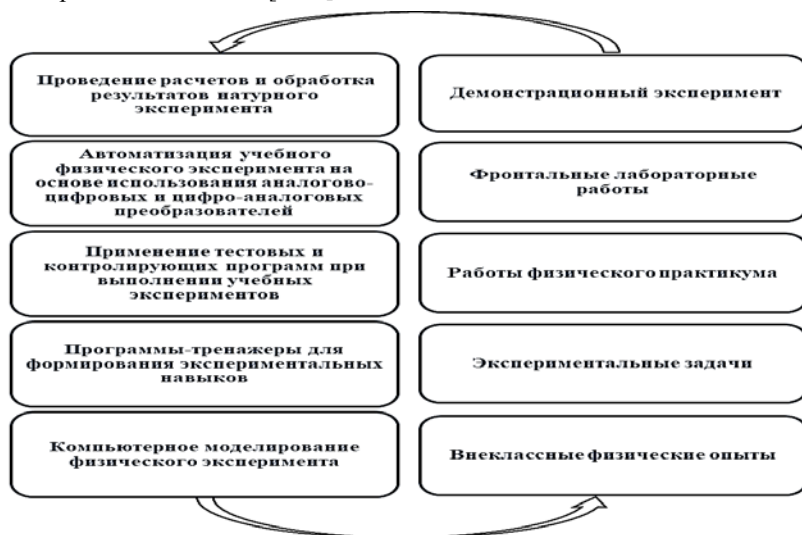 Проведение расчетов и обработка
результатов натурного
эксперимента
Автоматизация учебного
физического эксперимента на
основе использования аналогово-
цифровых и цифро-аналоговых
преобразователей
Применение тестовых и
контролирующих программ при
выполнении учебных
экспериментов
Программы-тренажеры для
формирования экспериментальных
навыков
Компьютерное моделирование
физического эксперимента
Демонстрационный эксперимент
Фронтальные лабораторные
работы
Работы физического практикума
Экспериментальные задачи
Внеклассные физические опыты